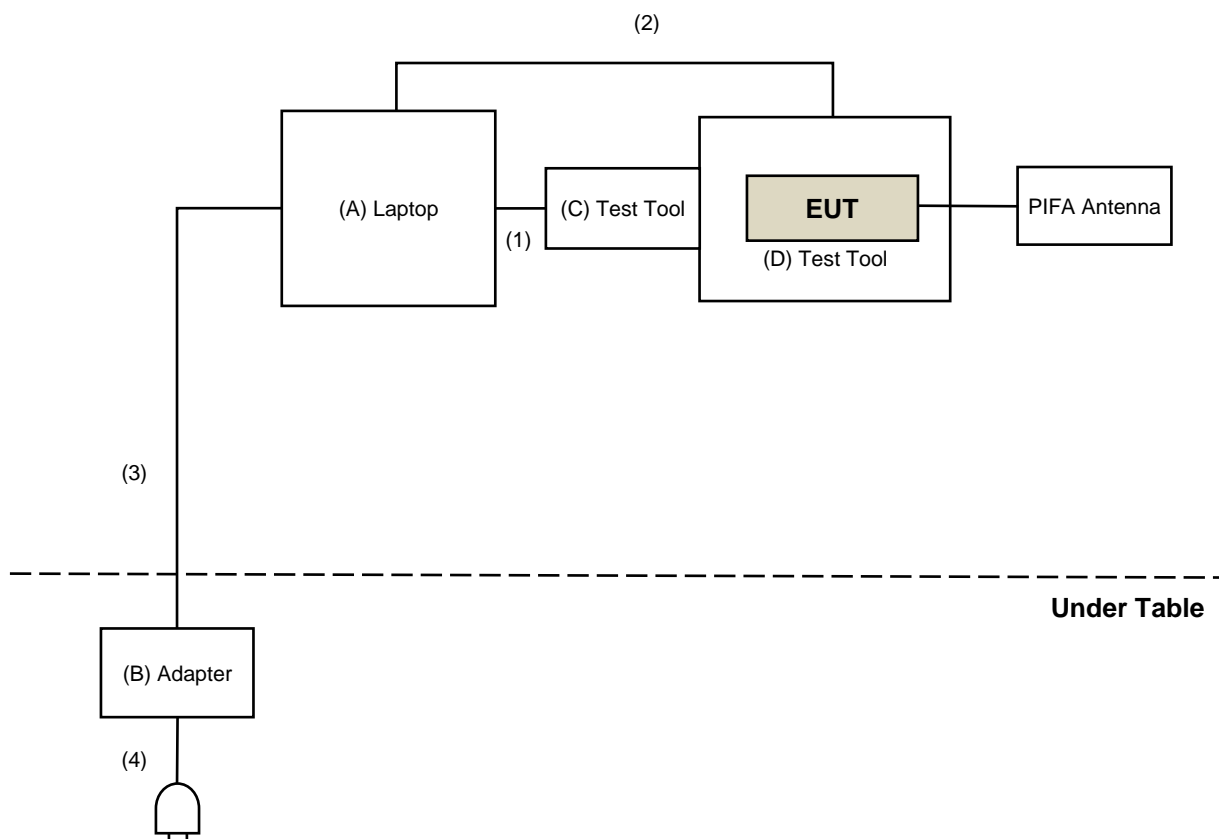 (2)
(A) Laptop
(1)
(C) Test Tool
EUT
(D) Test Tool
PIFA Antenna
(3)
Under Table
(B) Adapter
(4)